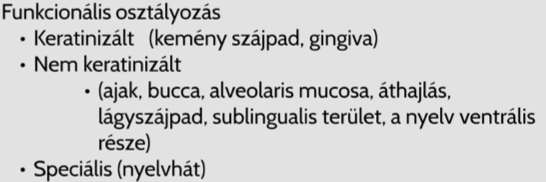 Funkcionális osztályozás
• Keratinizált (kemény szájpad, gingiva)
• Nem keratinizált
• (ajak, bucca, alveolaris mucosa, áthajlás,
lágyszájpad, sublingualis terület, a nyelv ventrális
része)
• Speciális (nyelvhát)